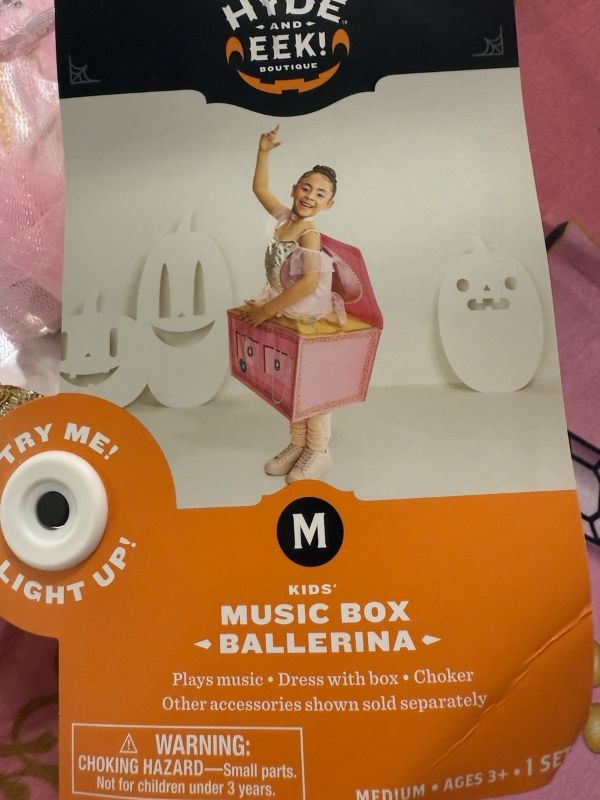 HYDE
AND
EEK!
BOUTIQUE
TRY ME!
LIGHT UP!
M
KIDS'
MUSIC BOX
BALLERINA
Plays music • Dress with box • Choker
Other accessories shown sold separately
WARNING:
CHOKING HAZARD—Small parts.
Not for children under 3 years.
MEDIUM • AGES 3+ • 1 SET